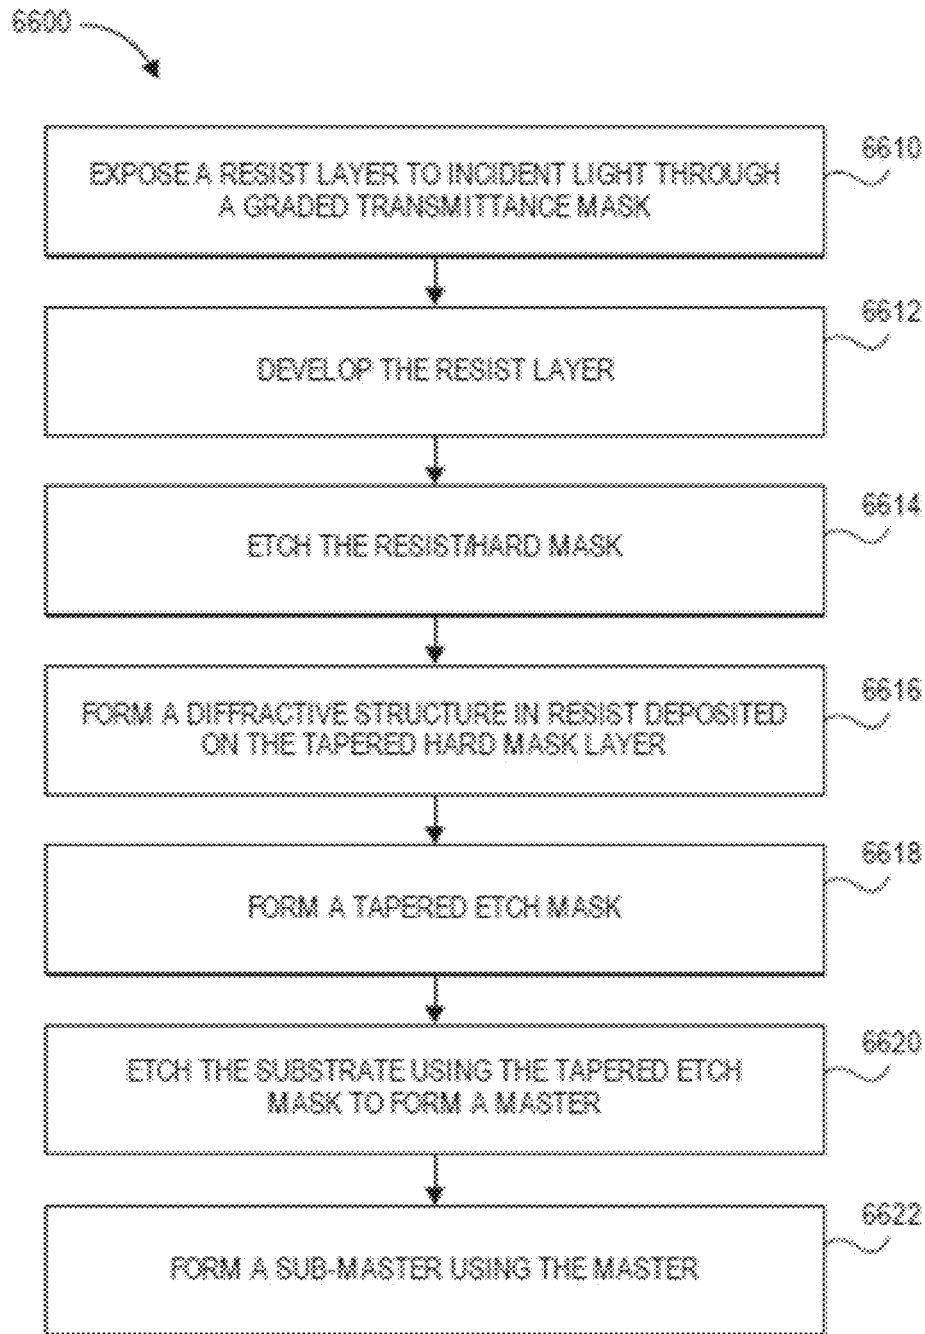 6600
6610
EXPOSE A RESIST LAYER TO INCIDENT LIGHT THROUGH
A GRADED TRANSMITTANCE MASK
6612
DEVELOP THE RESIST LAYER
6614
ETCH THE RESIST/HARD MASK
6616
FORM A DIFFRACTIVE STRUCTURE IN RESIST DEPOSITED
ON THE TAPERED HARD MASK LAYER
6618
FORM A TAPERED ETCH MASK
6620
ETCH THE SUBSTRATE USING THE TAPERED ETCH
MASK TO FORM A MASTER
6622
FORM A SUB-MASTER USING THE MASTER